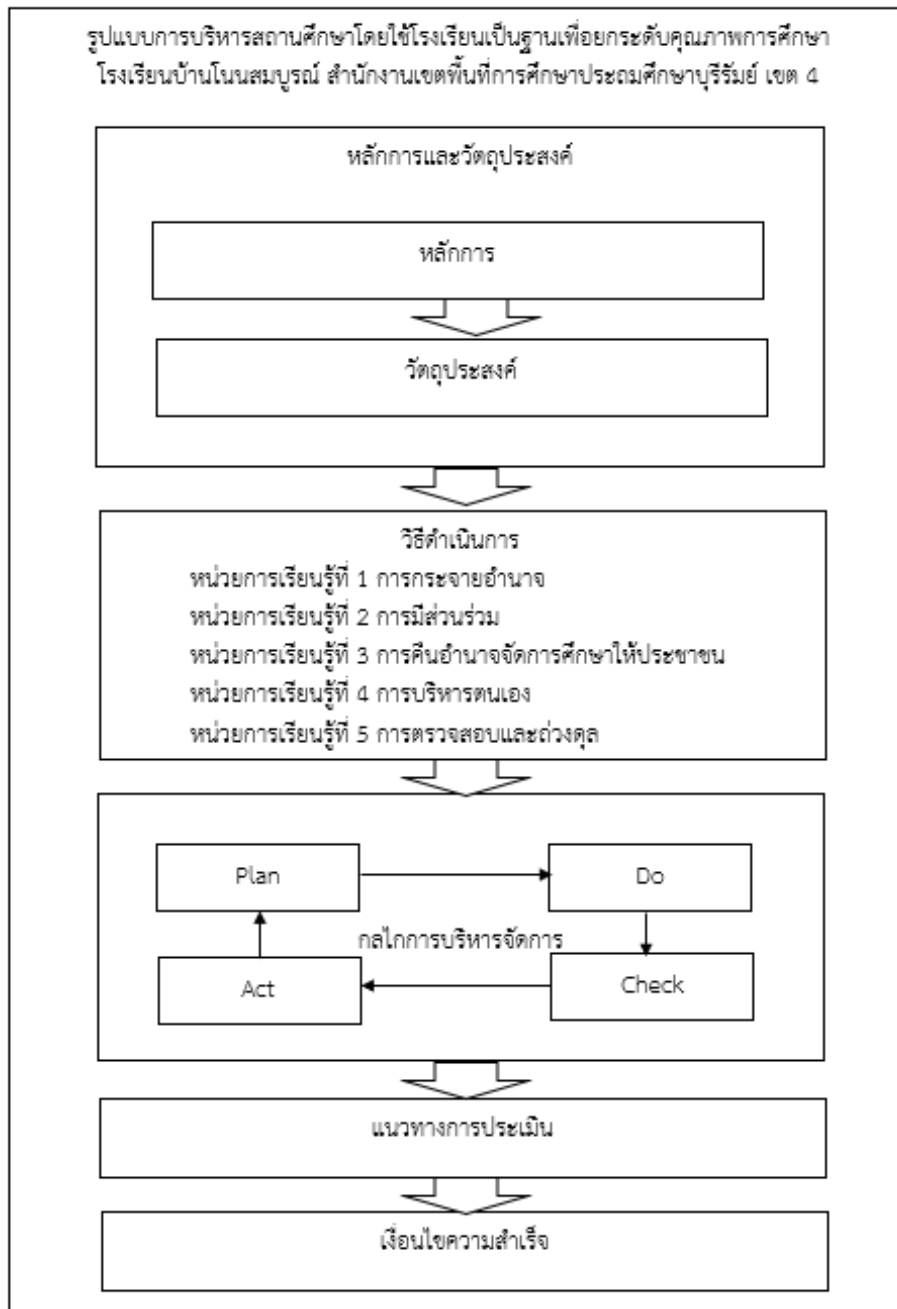 รูปแบบการบริหารสถานศึกษาโดยใช้โรงเรียนเป็นฐานเพื่อยกระดับคุณภาพการศึกษา
โรงเรียนบ้านโนนสมบูรณ์ สำนักงานเขตพื้นที่การศึกษาประถมศึกษาบุรีรัมย์ เขต 4
หลักการและวัตถุประสงค์
หลักการ
วัตถุประสงค์
วิธีดำเนินการ
หน่วยการเรียนรู้ที่ 1 การกระจายอำนาจ
หน่วยการเรียนรู้ที่ 2 การมีส่วนร่วม
หน่วยการเรียนรู้ที่ 3 การคืนอำนาจจัดการศึกษาให้ประชาชน
หน่วยการเรียนรู้ที่ 4 การบริหารตนเอง
หน่วยการเรียนรู้ที่ 5 การตรวจสอบและถ่วงดุล
Plan
Do
กลไกการบริหารจัดการ
Act
Check
แนวทางการประเมิน
เงื่อนไขความสำเร็จ